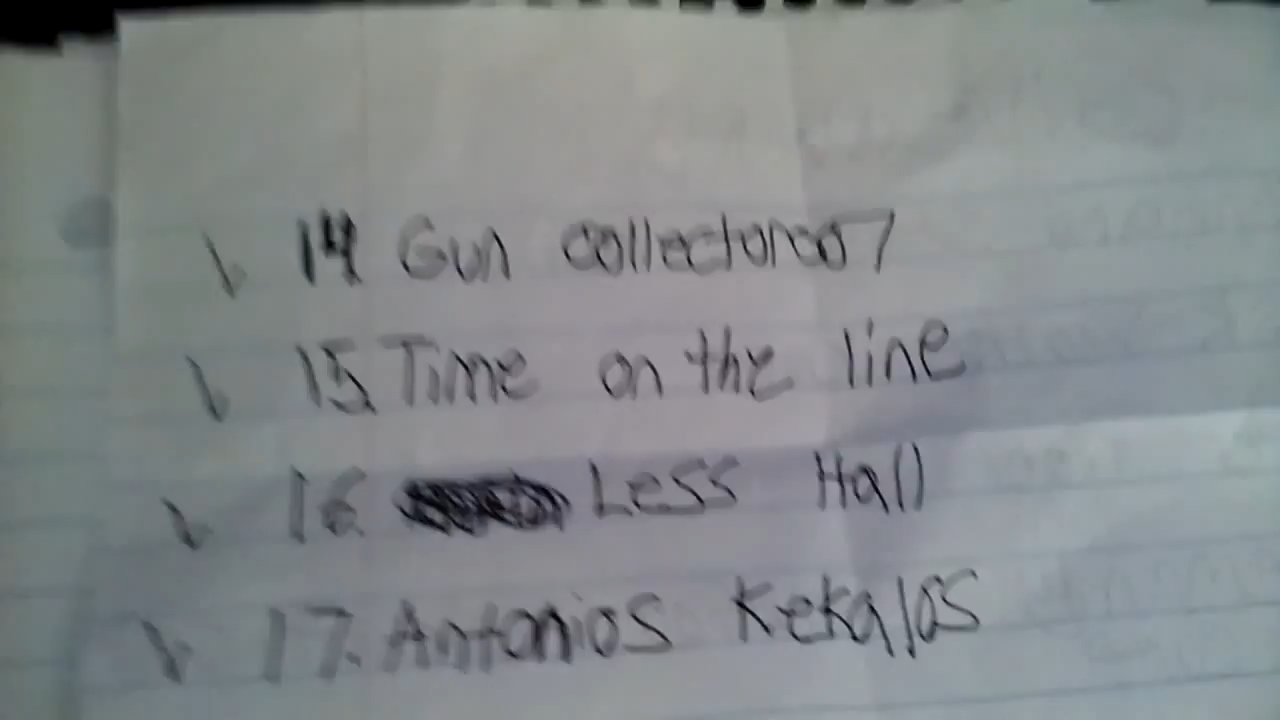 14 Gun collector007
15. Time on the line
16. Less Hall
17. Antonios Kekalos